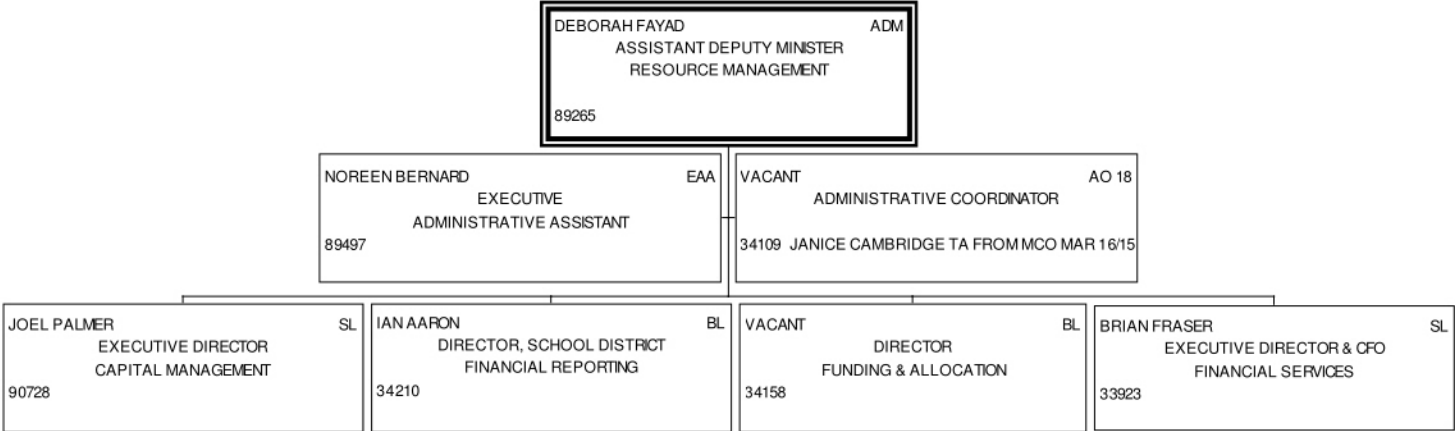 DEBORAH FAYAD ADM
ASSISTANT DEPUTY MINISTER
RESOURCE MANAGEMENT
89265
NOREEN BERNARD EAA
EXECUTIVE
ADMINISTRATIVE ASSISTANT
89497
VACANT AO 18
ADMINISTRATIVE COORDINATOR
34109 JANICE CAMBRIDGE TA FROM MCO MAR 16/15
JOEL PALMER SL
EXECUTIVE DIRECTOR
CAPITAL MANAGEMENT
90728
IAN AARON BL
DIRECTOR, SCHOOL DISTRICT
FINANCIAL REPORTING
34210
VACANT BL
DIRECTOR
FUNDING & ALLOCATION
34158
BRIAN FRASER SL
EXECUTIVE DIRECTOR & CFO
FINANCIAL SERVICES
33923